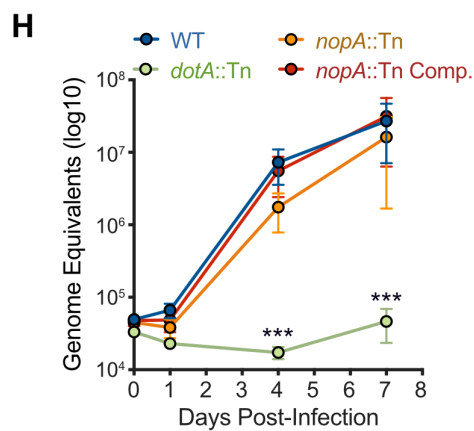 H
WT
nopA::Tn
dotA::Tn
nopA::Tn Comp.
Genome Equivalents (log10)
10⁸
10⁷
10⁶
10⁵
10⁴
***
***
0 1 2 3 4 5 6 7 8
Days Post-Infection